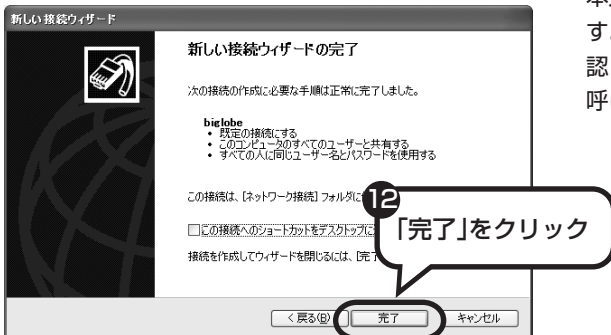 新しい接続ウィザード
新しい接続ウィザードの完了
次の接続の作成に必要な手順は正常に完了しました。
biglobe
• 既定の接続にする
• このコンピュータのすべてのユーザーと共有する
• すべての人に同じユーザー名とパスワードを使用する
この接続は、[ネットワーク接続] フォルダに
この接続へのショートカットをデスクトップに
接続を作成してウィザードを閉じるには、[完了
12
「完了」をクリック
< 戻る(B)
完了
キャンセル
す
認
呼